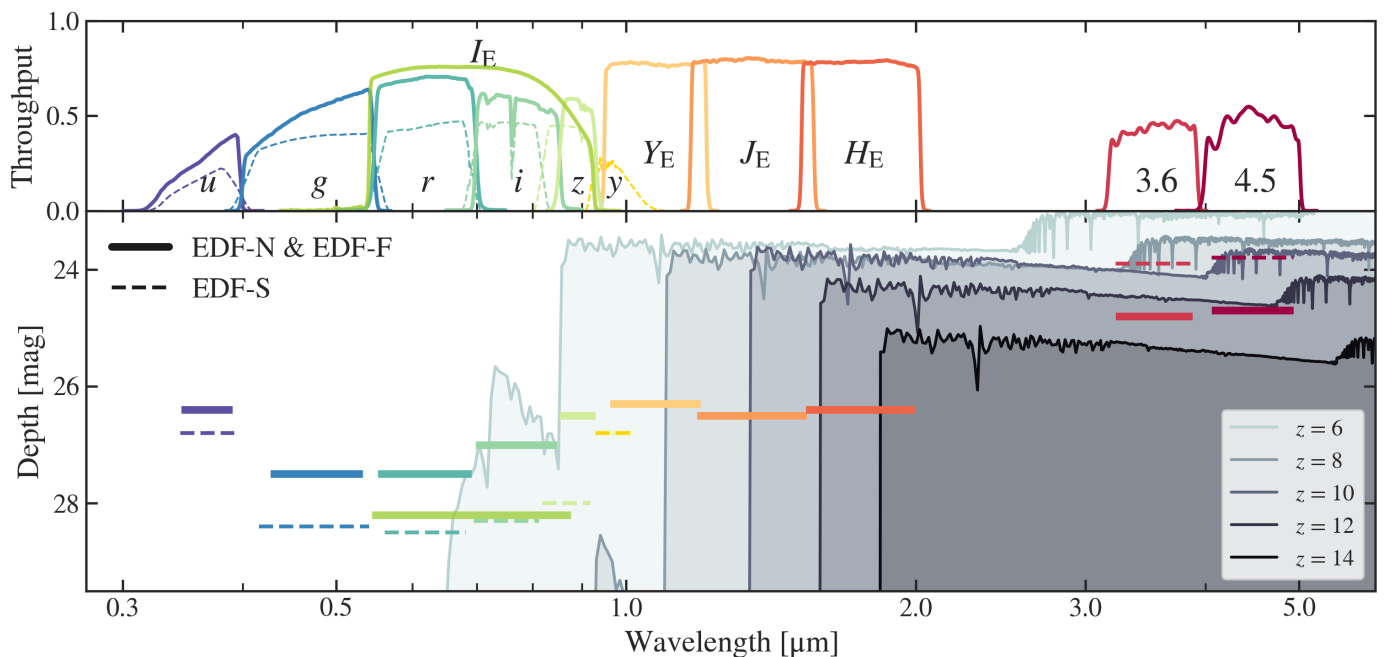 1.0
0.5
0.0
Throughput
I_E
u g r i z y Y_E J_E H_E 3.6 4.5
EDF-N & EDF-F
EDF-S
24
26
28
Depth [mag]
z = 6
z = 8
z = 10
z = 12
z = 14
0.3 0.5 1.0 2.0 3.0 5.0
Wavelength [µm]